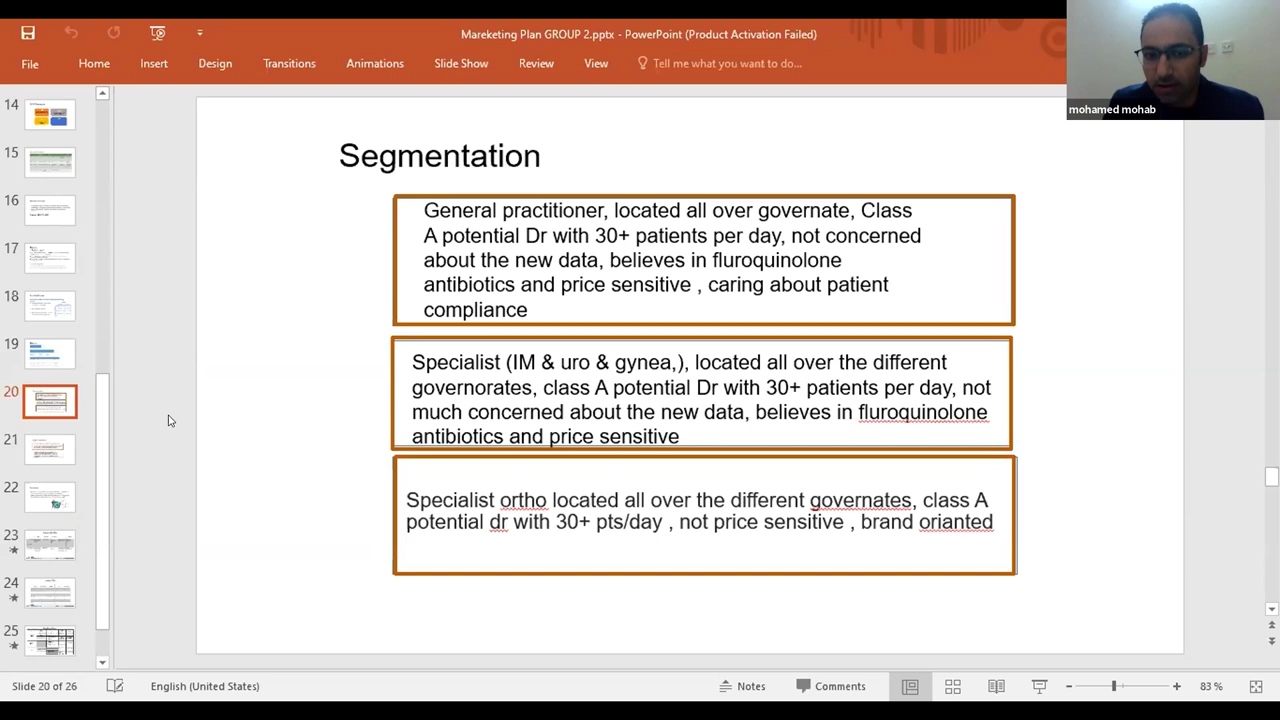 Mareketing Plan GROUP 2.pptx - PowerPoint (Product Activation Failed)
File Home Insert Design Transitions Animations Slide Show Review View Tell me what you want to do...
mohamed mohab
14
15
16
17
18
19
20
21
22
23
24
25
Segmentation
General practitioner, located all over governate, Class
A potential Dr with 30+ patients per day, not concerned
about the new data, believes in fluroquinolone
antibiotics and price sensitive , caring about patient
compliance
Specialist (IM & uro & gynea,), located all over the different
governorates, class A potential Dr with 30+ patients per day, not
much concerned about the new data, believes in fluroquinolone
antibiotics and price sensitive
Specialist ortho located all over the different governates, class A
potential dr with 30+ pts/day , not price sensitive , brand orianted
Slide 20 of 26 English (United States) Notes Comments 83 %